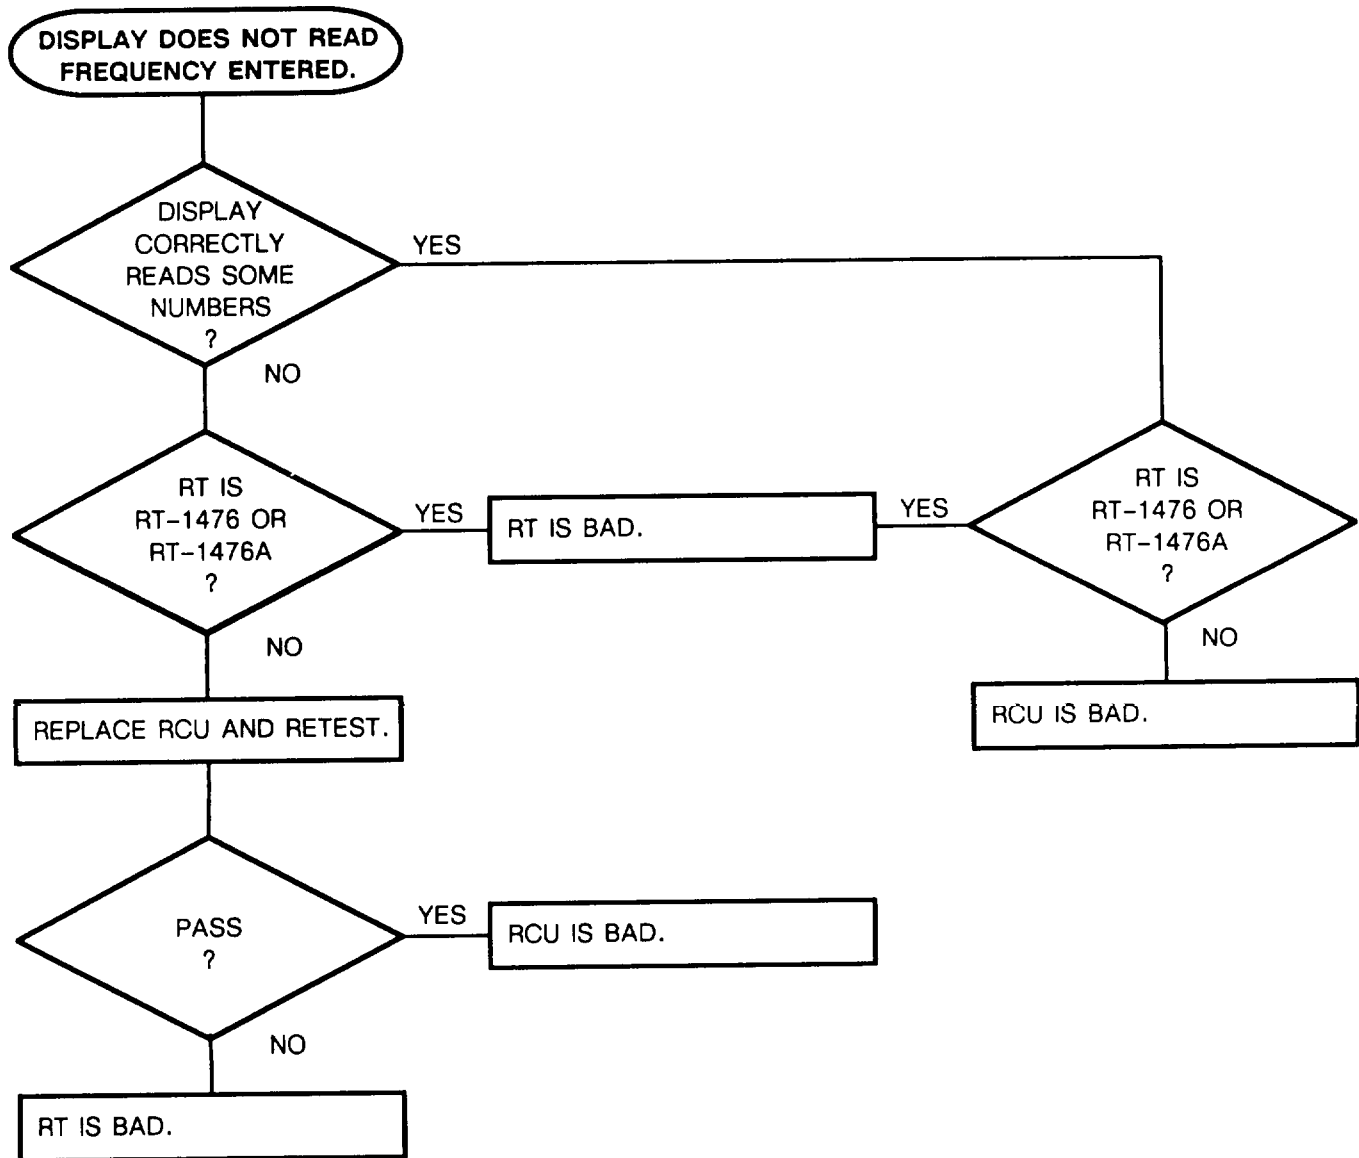 DISPLAY DOES NOT READ
FREQUENCY ENTERED.
DISPLAY
CORRECTLY
READS SOME
NUMBERS
?
YES
NO
RT IS
RT-1476 OR
RT-1476A
?
YES
RT IS BAD.
YES
RT IS
RT-1476 OR
RT-1476A
?
NO
NO
REPLACE RCU AND RETEST.
RCU IS BAD.
PASS
?
YES
RCU IS BAD.
NO
RT IS BAD.